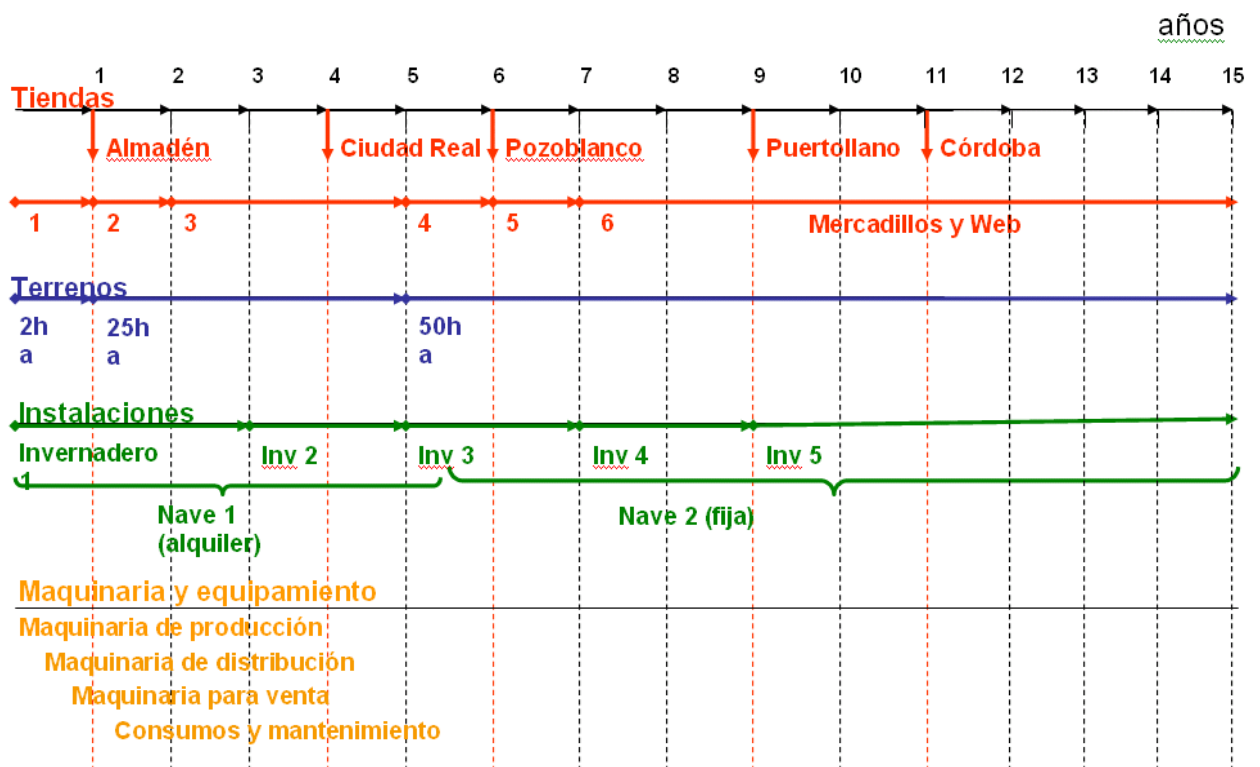 años
1 2 3 4 5 6 7 8 9 10 11 12 13 14 15
Tiendas
Almadén Ciudad Real Pozoblanco Puertollano Córdoba
1 2 3 4 5 6 Mercadillos y Web
Terrenos
2h 25h 50h
a a a
Instalaciones
Invernadero Inv 2 Inv 3 Inv 4 Inv 5
1
Nave 1 Nave 2 (fija)
(alquiler)
Maquinaria y equipamiento
Maquinaria de producción
Maquinaria de distribución
Maquinaria para venta
Consumos y mantenimiento